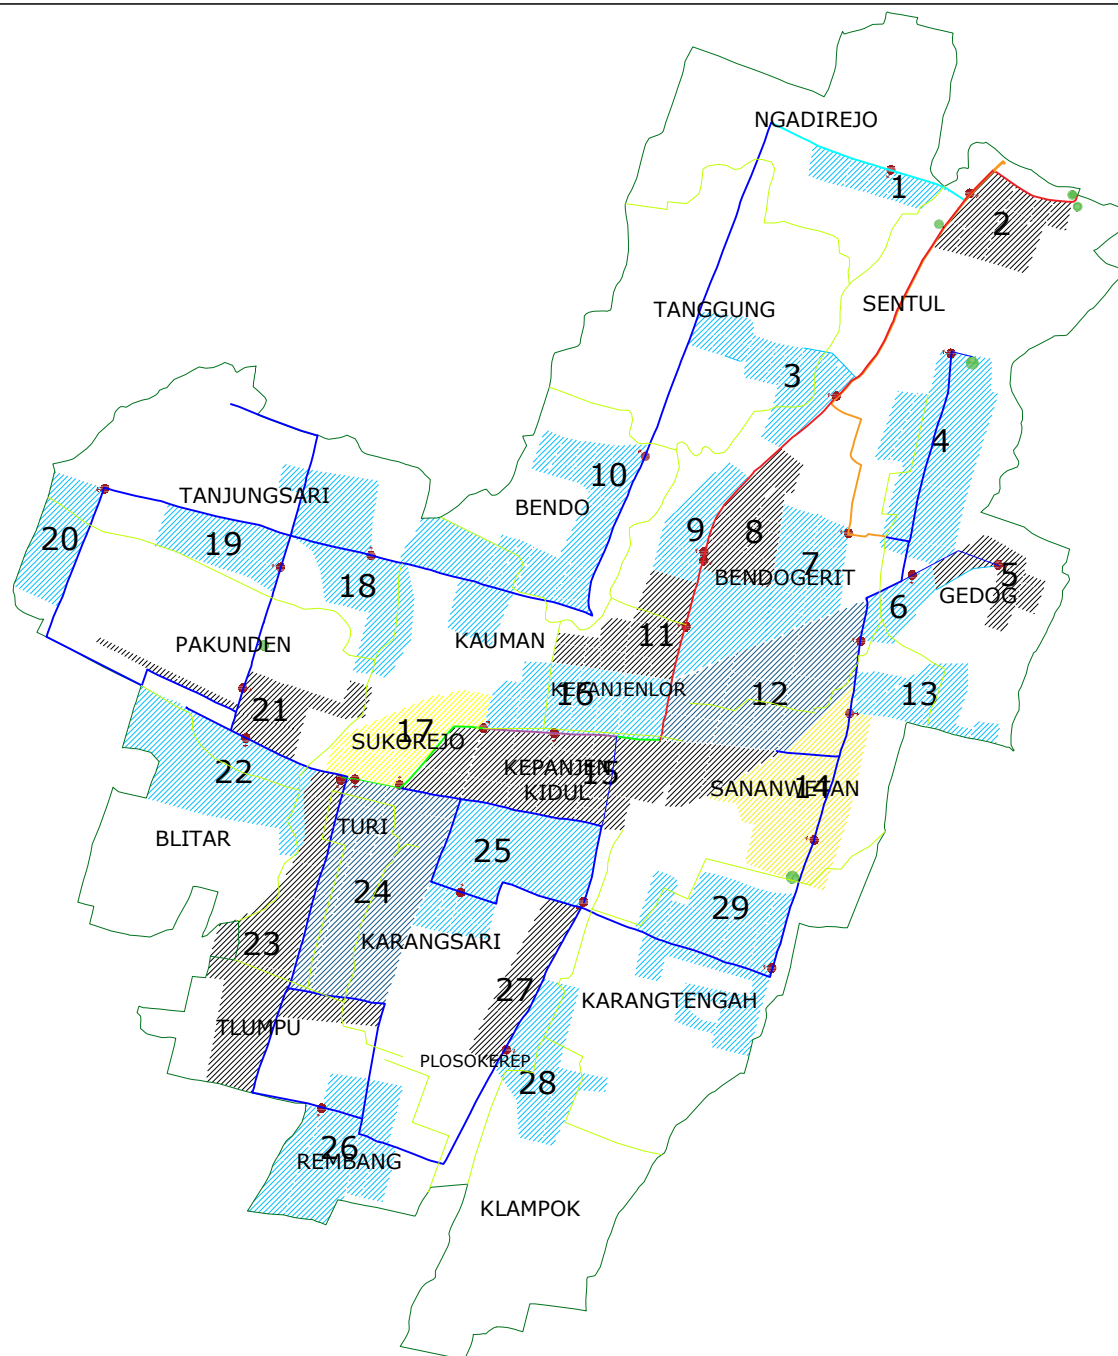 NGADIREJO
1
2
TANGGUNG
SENTUL
3
4
10
TANJUNGSARI
BENDO
20
19
9
8
7
18
BENDOGERIT
5
GEDOG
6
PAKUNDEN
KAUMAN
11
KEPANJENLOR
12
13
21
16
17
SUKOREJO
22
KEPANJEN
KIDUL
15
SANANWETAN
14
BLITAR
TURI
25
24
29
23
KARANGSARI
27
KARANGTENGAH
TLUMPU
PLOSOKEREP
28
26
REMBANG
KLAMPOK